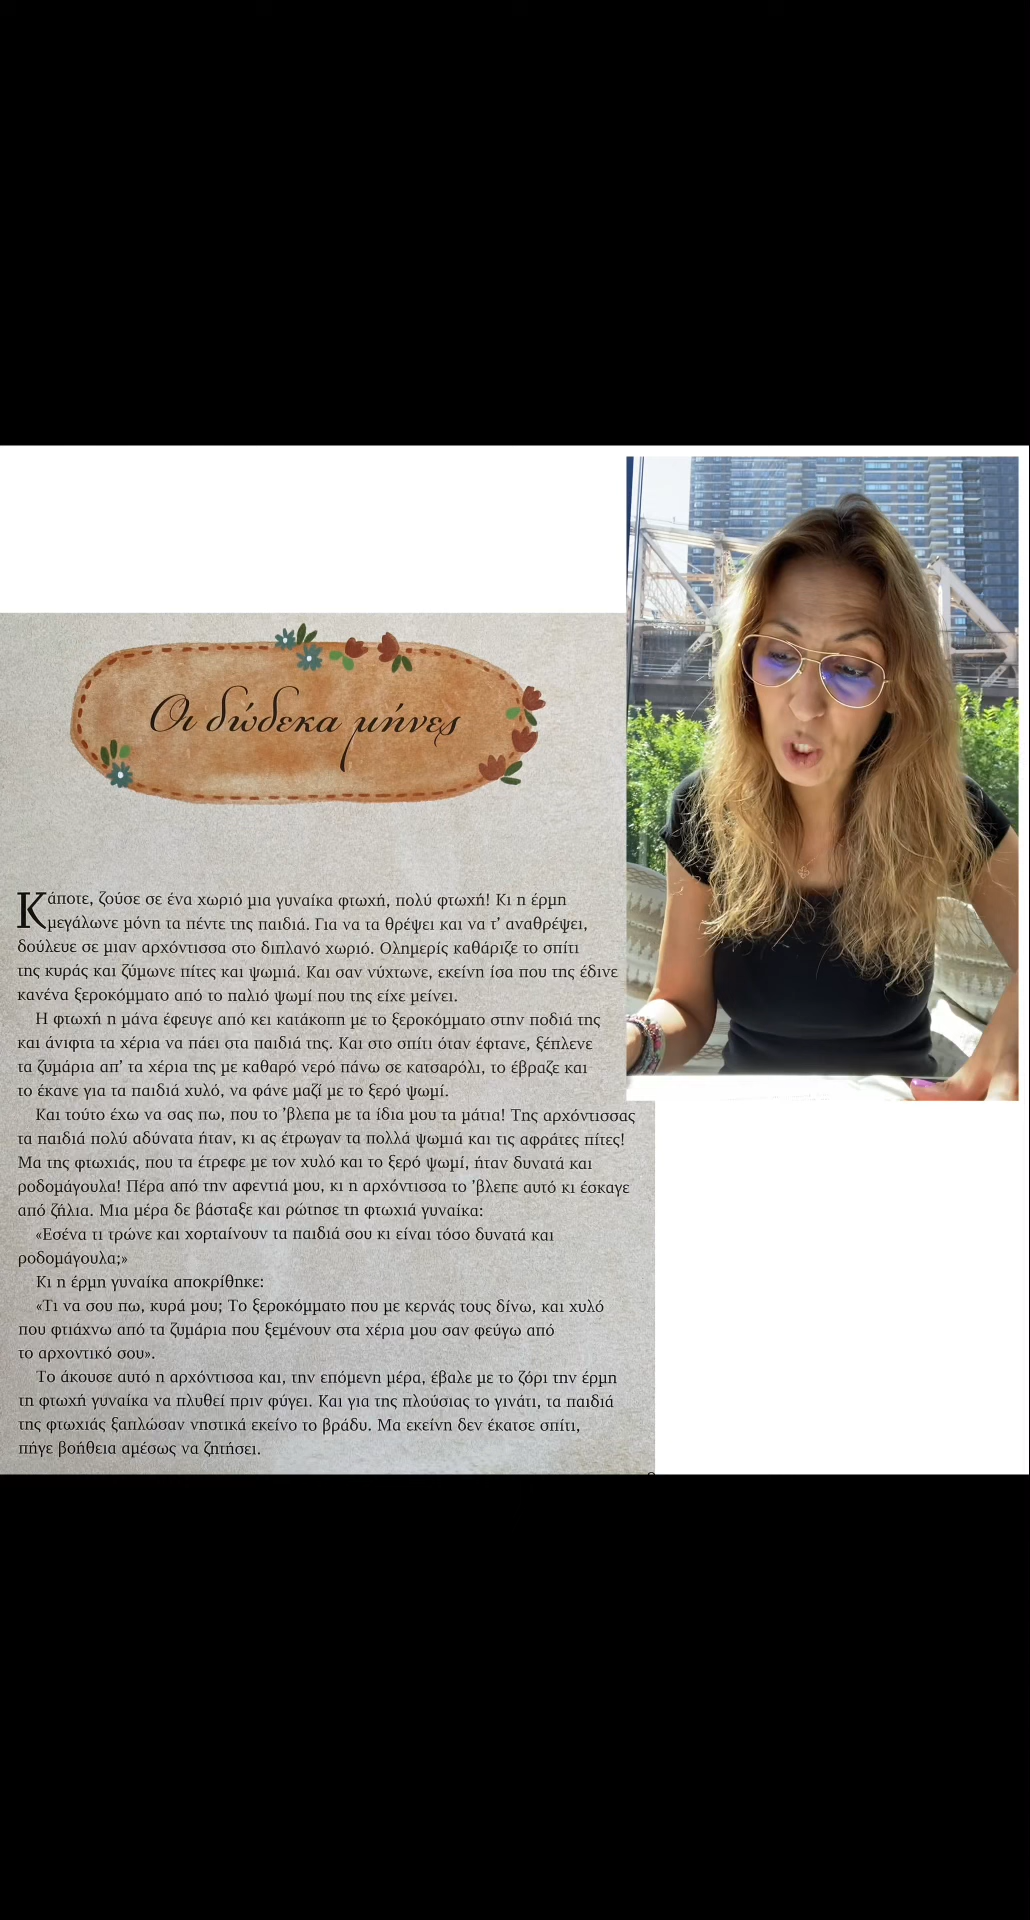 Οι δώδεκα μήνες
Κάποτε, ζούσε σε ένα χωριό μια γυναίκα φτωχή, πολύ φτωχή! Κι η έρμη
μεγάλωνε μόνη τα πέντε της παιδιά. Για να τα θρέψει και να τ’ αναθρέψει,
δούλευε σε μιαν αρχόντισσα στο διπλανό χωριό. Ολημερίς καθάριζε το σπίτι
της κυράς και ζύμωνε πίτες και ψωμιά. Και σαν νύχτωνε, εκείνη ίσα που της έδινε
κανένα ξεροκόμματο από το παλιό ψωμί που της είχε μείνει.
Η φτωχή η μάνα έφευγε από κει κατάκοπη με το ξεροκόμματο στην ποδιά της
και άνιφτα τα χέρια να πάει στα παιδιά της. Και στο σπίτι όταν έφτανε, ξέπλενε
τα ζυμάρια απ’ τα χέρια της με καθαρό νερό πάνω σε κατσαρόλι, το έβραζε και
το έκανε για τα παιδιά χυλό, να φάνε μαζί με το ξερό ψωμί.
Και τούτο έχω να σας πω, που το ’βλεπα με τα ίδια μου τα μάτια! Της αρχόντισσας
τα παιδιά πολύ αδύνατα ήταν, κι ας έτρωγαν τα πολλά ψωμιά και τις αφράτες πίτες!
Μα της φτωχιάς, που τα έτρεφε με τον χυλό και το ξερό ψωμί, ήταν δυνατά και
ροδομάγουλα! Πέρα από την αφεντιά μου, κι η αρχόντισσα το ’βλεπε αυτό κι έσκαγε
από ζήλια. Μια μέρα δε βάσταξε και ρώτησε τη φτωχιά γυναίκα:
«Εσένα τι τρώνε και χορταίνουν τα παιδιά σου κι είναι τόσο δυνατά και
ροδομάγουλα;»
Κι η έρμη γυναίκα αποκρίθηκε:
«Τι να σου πω, κυρά μου; Το ξεροκόμματο που με κερνάς τους δίνω, και χυλό
που φτιάχνω από τα ζυμάρια που ξεμένουν στα χέρια μου σαν φεύγω από
το αρχοντικό σου».
Το άκουσε αυτό η αρχόντισσα και, την επόμενη μέρα, έβαλε με το ζόρι την έρμη
τη φτωχή γυναίκα να πλυθεί πριν φύγει. Και για της πλούσιας το γινάτι, τα παιδιά
της φτωχιάς ξαπλώσαν νηστικά εκείνο το βράδυ. Μα εκείνη δεν έκατσε σπίτι,
πήγε βοήθεια αμέσως να ζητήσει.